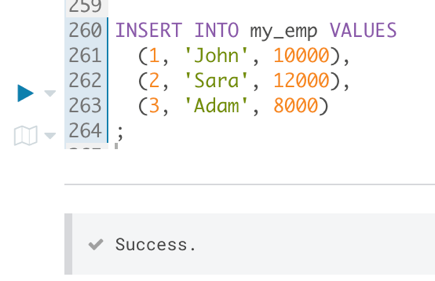 259
260 INSERT INTO my_emp VALUES
261 (1, 'John', 10000),
262 (2, 'Sara', 12000),
263 (3, 'Adam', 8000)
264 ;
Success.